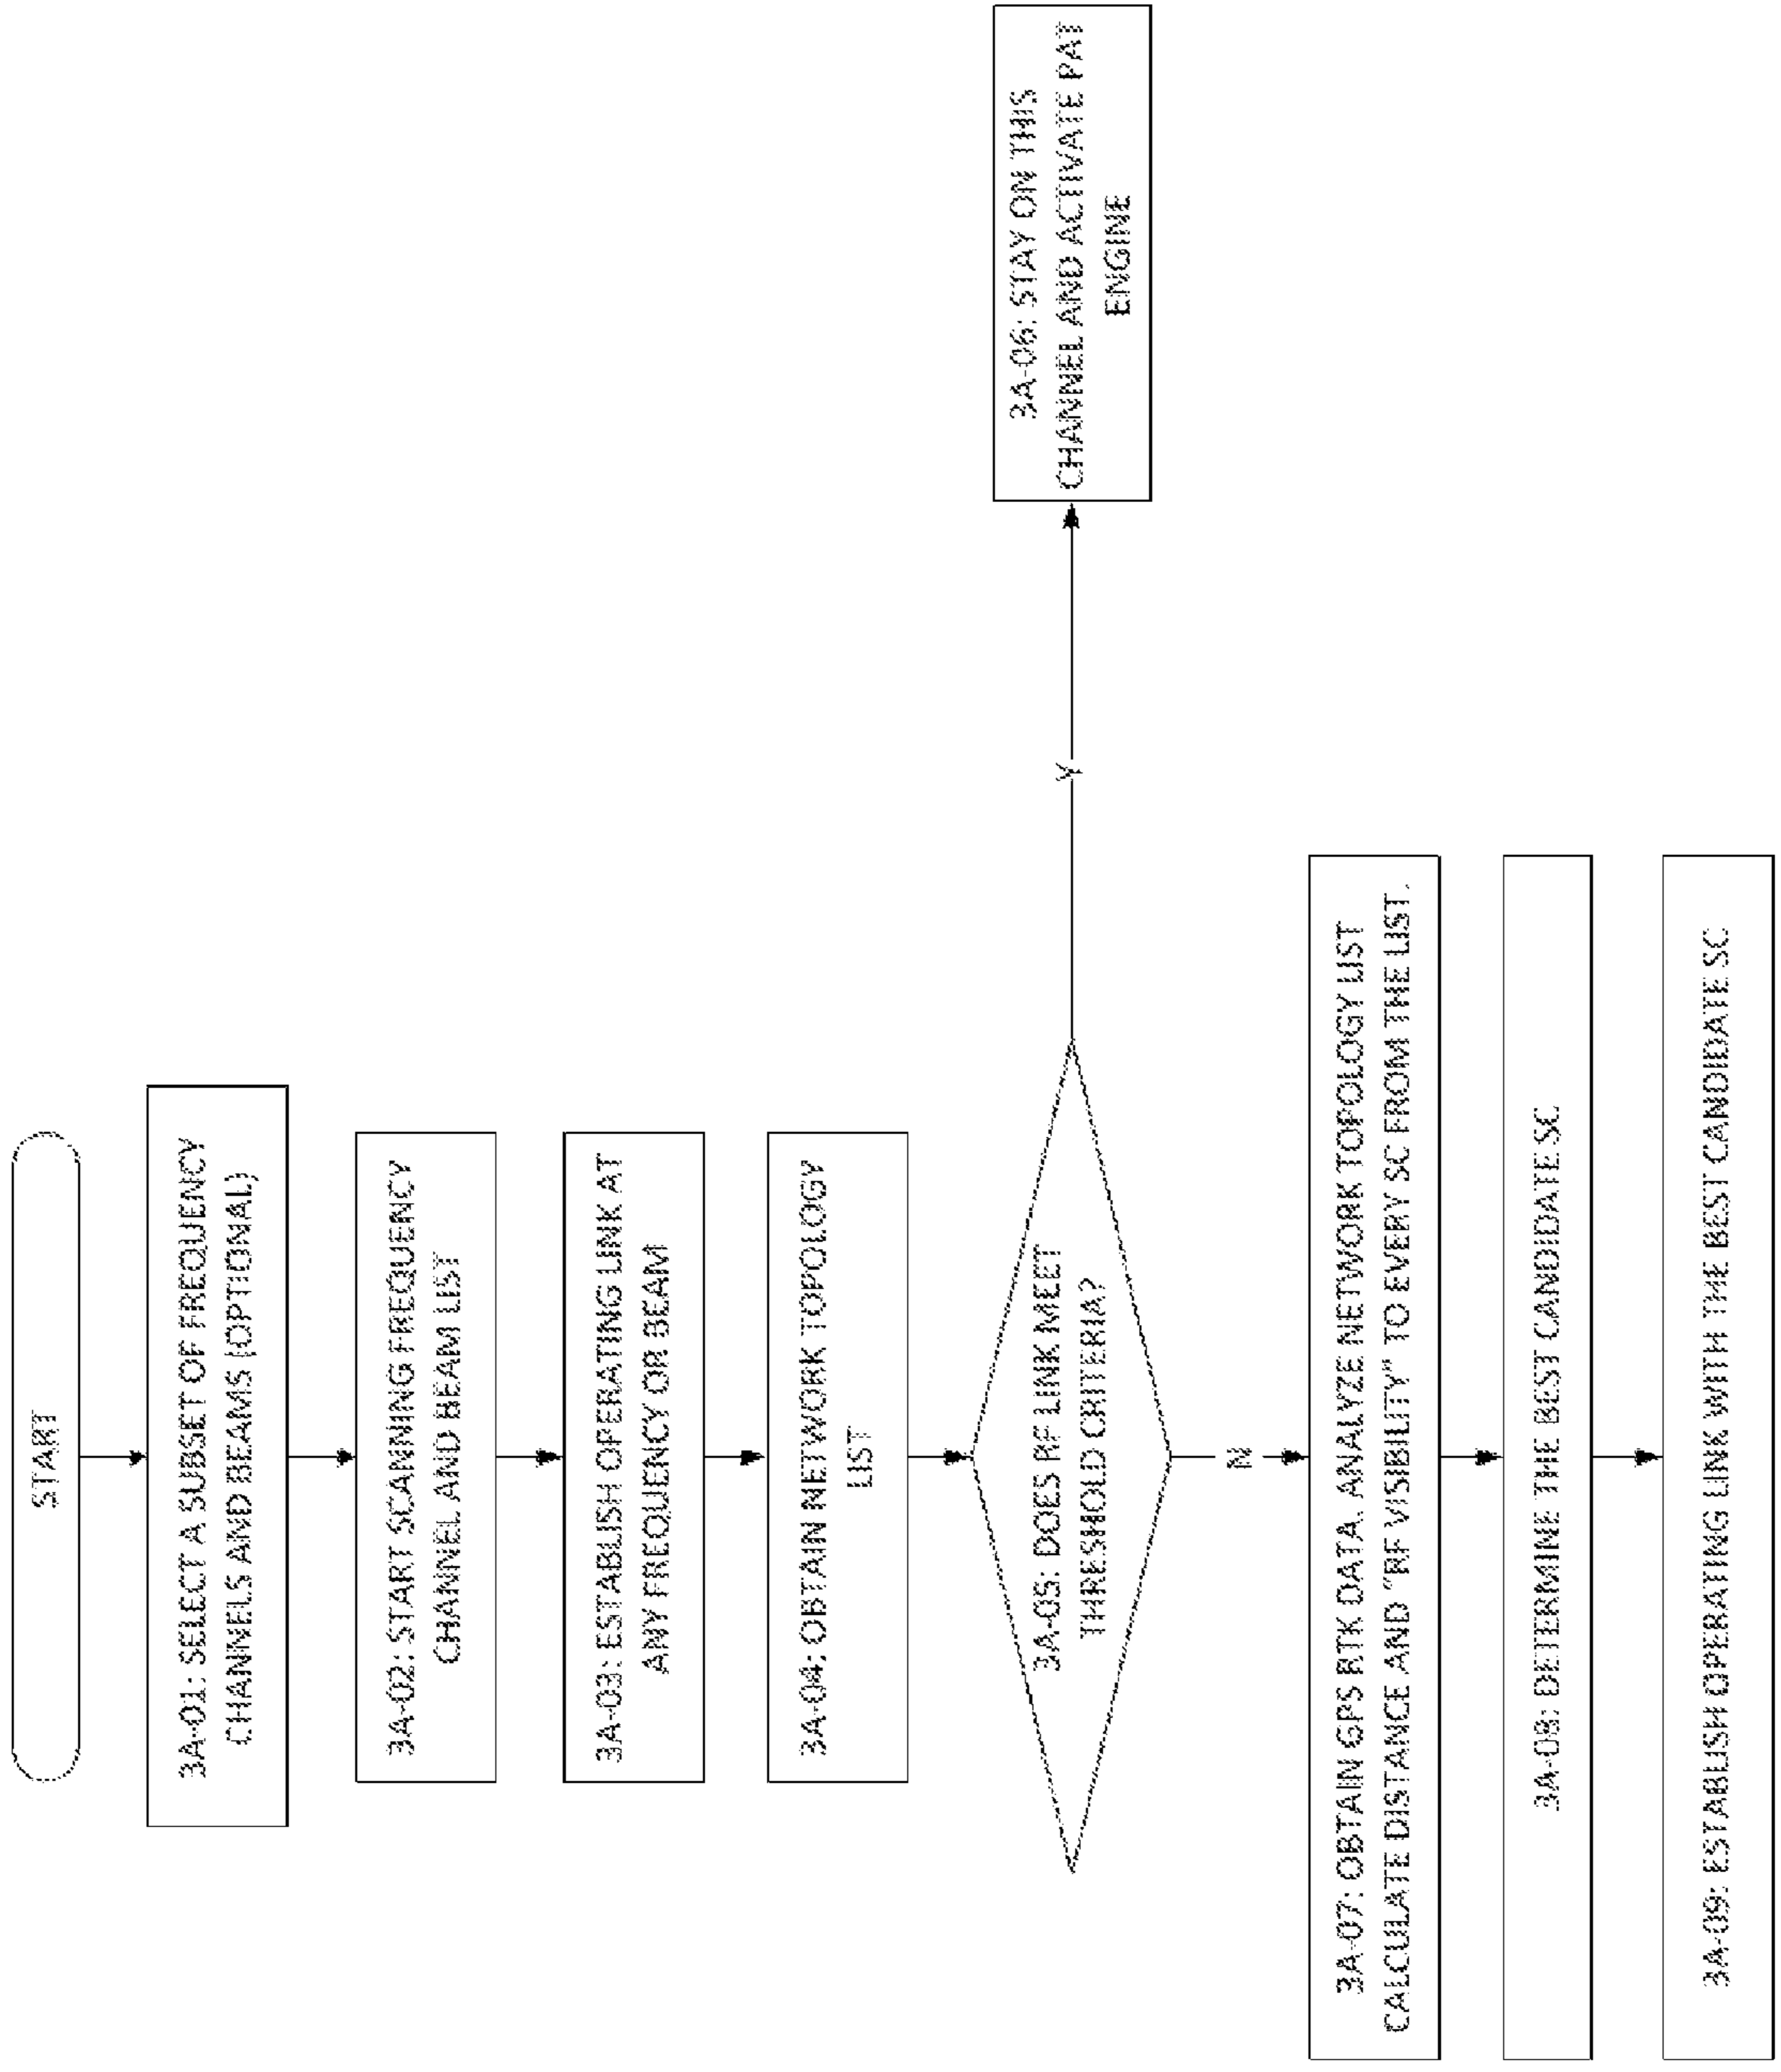 START
3A-01: SELECT A SUBSET OF FREQUENCY
CHANNELS AND BEAMS (OPTIONAL)
3A-02: START SCANNING FREQUENCY
CHANNEL AND BEAM LIST
3A-03: ESTABLISH OPERATING LINK AT
ANY FREQUENCY OR BEAM
3A-04: OBTAIN NETWORK TOPOLOGY
LIST
3A-05: DOES RF LINK MEET
THRESHOLD CRITERIA?
Y
3A-06: STAY ON THIS
CHANNEL AND ACTIVATE PAT
ENGINE
N
3A-07: OBTAIN GPS RTK DATA. ANALYZE NETWORK TOPOLOGY LIST
CALCULATE DISTANCE AND "RF VISIBILITY" TO EVERY SC FROM THE LIST.
3A-08: DETERMINE THE BEST CANDIDATE SC
3A-09: ESTABLISH OPERATING LINK WITH THE BEST CANDIDATE SC